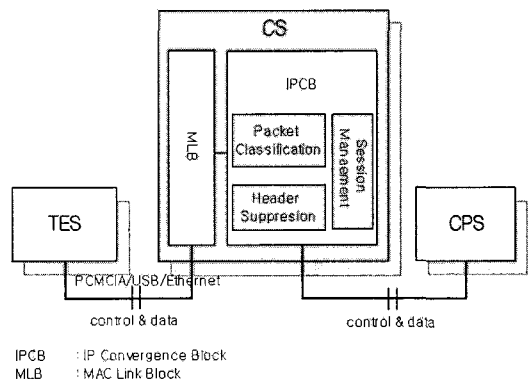 CS
IPCB
MLB
Packet
Classification
Session
Manaement
Header
Suppresion
TES
CPS
PCMCIA/USB/Ethernet
control & data
control & data
IPCB : IP Convergence Block
MLB : MAC Link Block